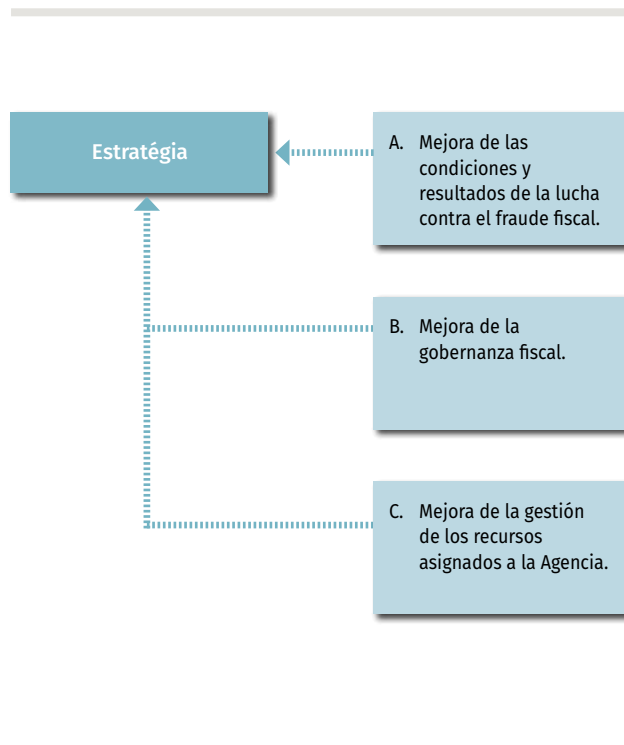 Estratégia
A. Mejora de las
condiciones y
resultados de la lucha
contra el fraude fiscal.
B. Mejora de la
gobernanza fiscal.
C. Mejora de la gestión
de los recursos
asignados a la Agencia.